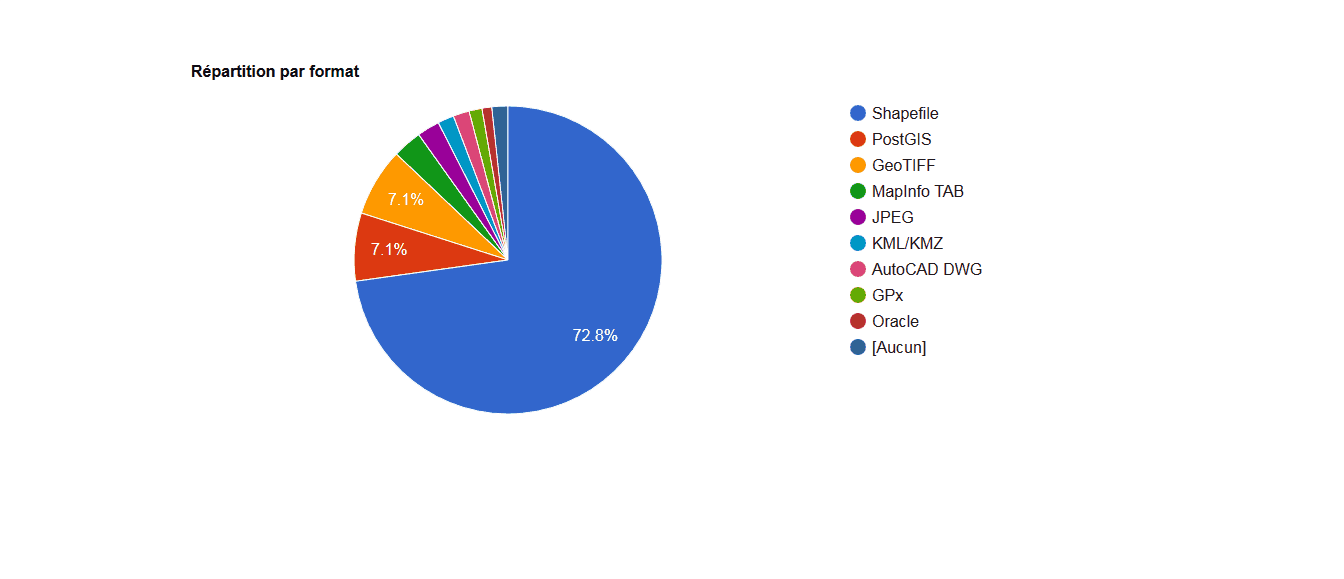 Répartition par format
7.1%
7.1%
72.8%
Shapefile
PostGIS
GeoTIFF
MapInfo TAB
JPEG
KML/KMZ
AutoCAD DWG
GPx
Oracle
[Aucun]